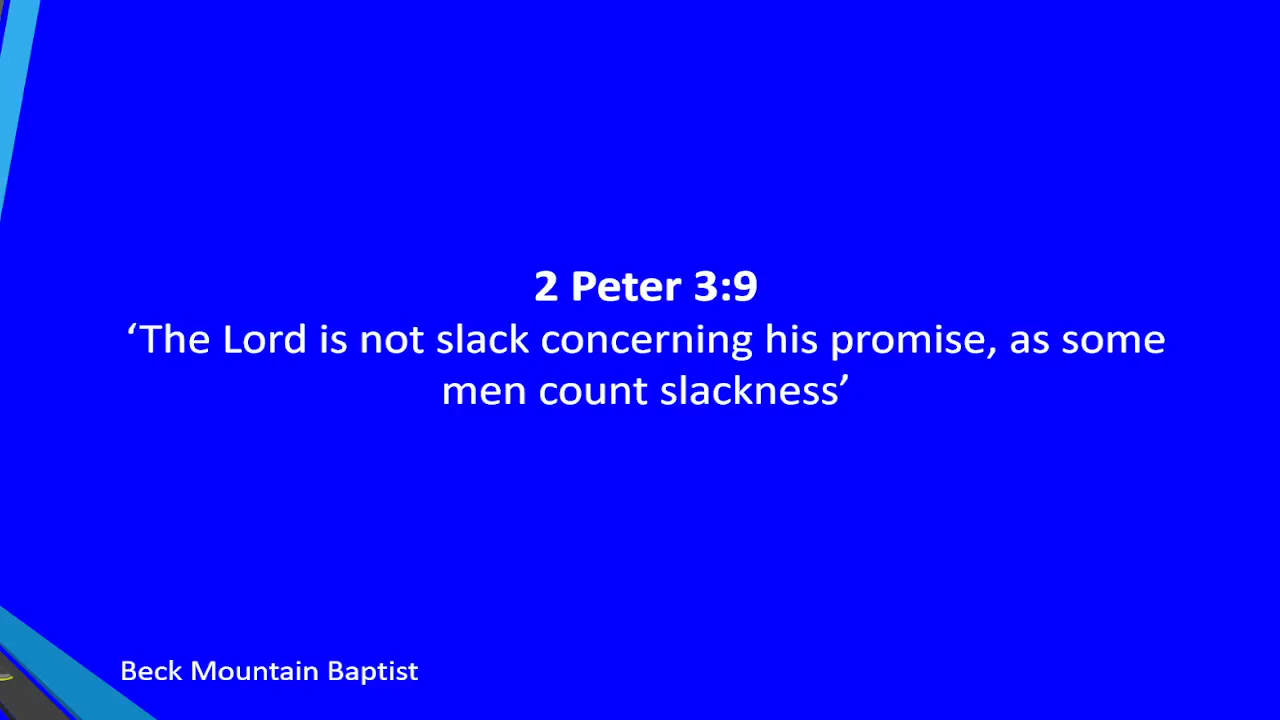 2 Peter 3:9
‘The Lord is not slack concerning his promise, as some
men count slackness’
Beck Mountain Baptist